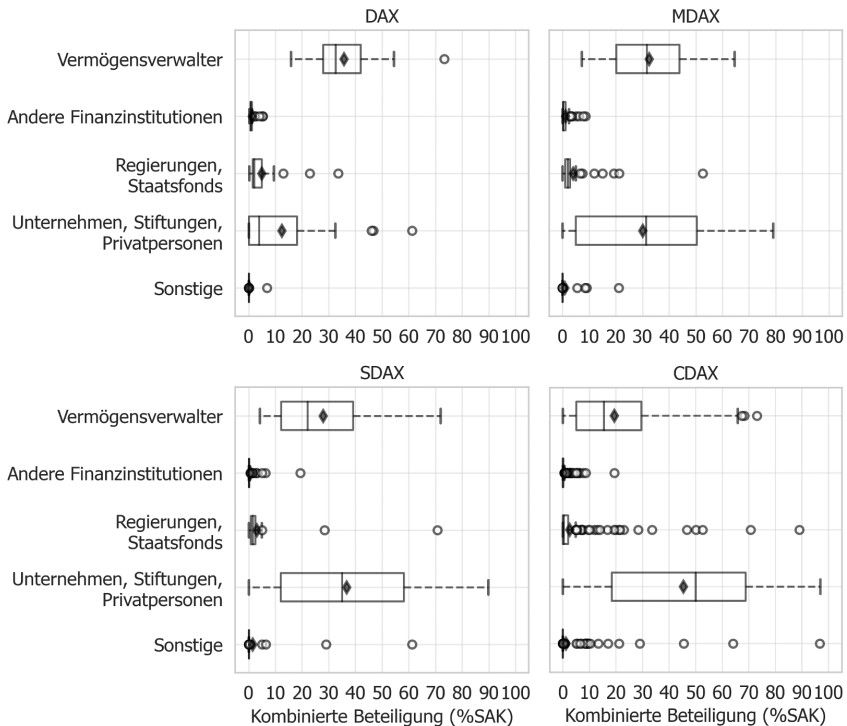 DAX
MDAX
Vermögensverwalter
Andere Finanzinstitutionen
Regierungen,
Staatsfonds
Unternehmen, Stiftungen,
Privatpersonen
Sonstige
0 10 20 30 40 50 60 70 80 90 100
0 10 20 30 40 50 60 70 80 90 100
SDAX
CDAX
Vermögensverwalter
Andere Finanzinstitutionen
Regierungen,
Staatsfonds
Unternehmen, Stiftungen,
Privatpersonen
Sonstige
0 10 20 30 40 50 60 70 80 90 100
0 10 20 30 40 50 60 70 80 90 100
Kombinierte Beteiligung (%SAK)
Kombinierte Beteiligung (%SAK)